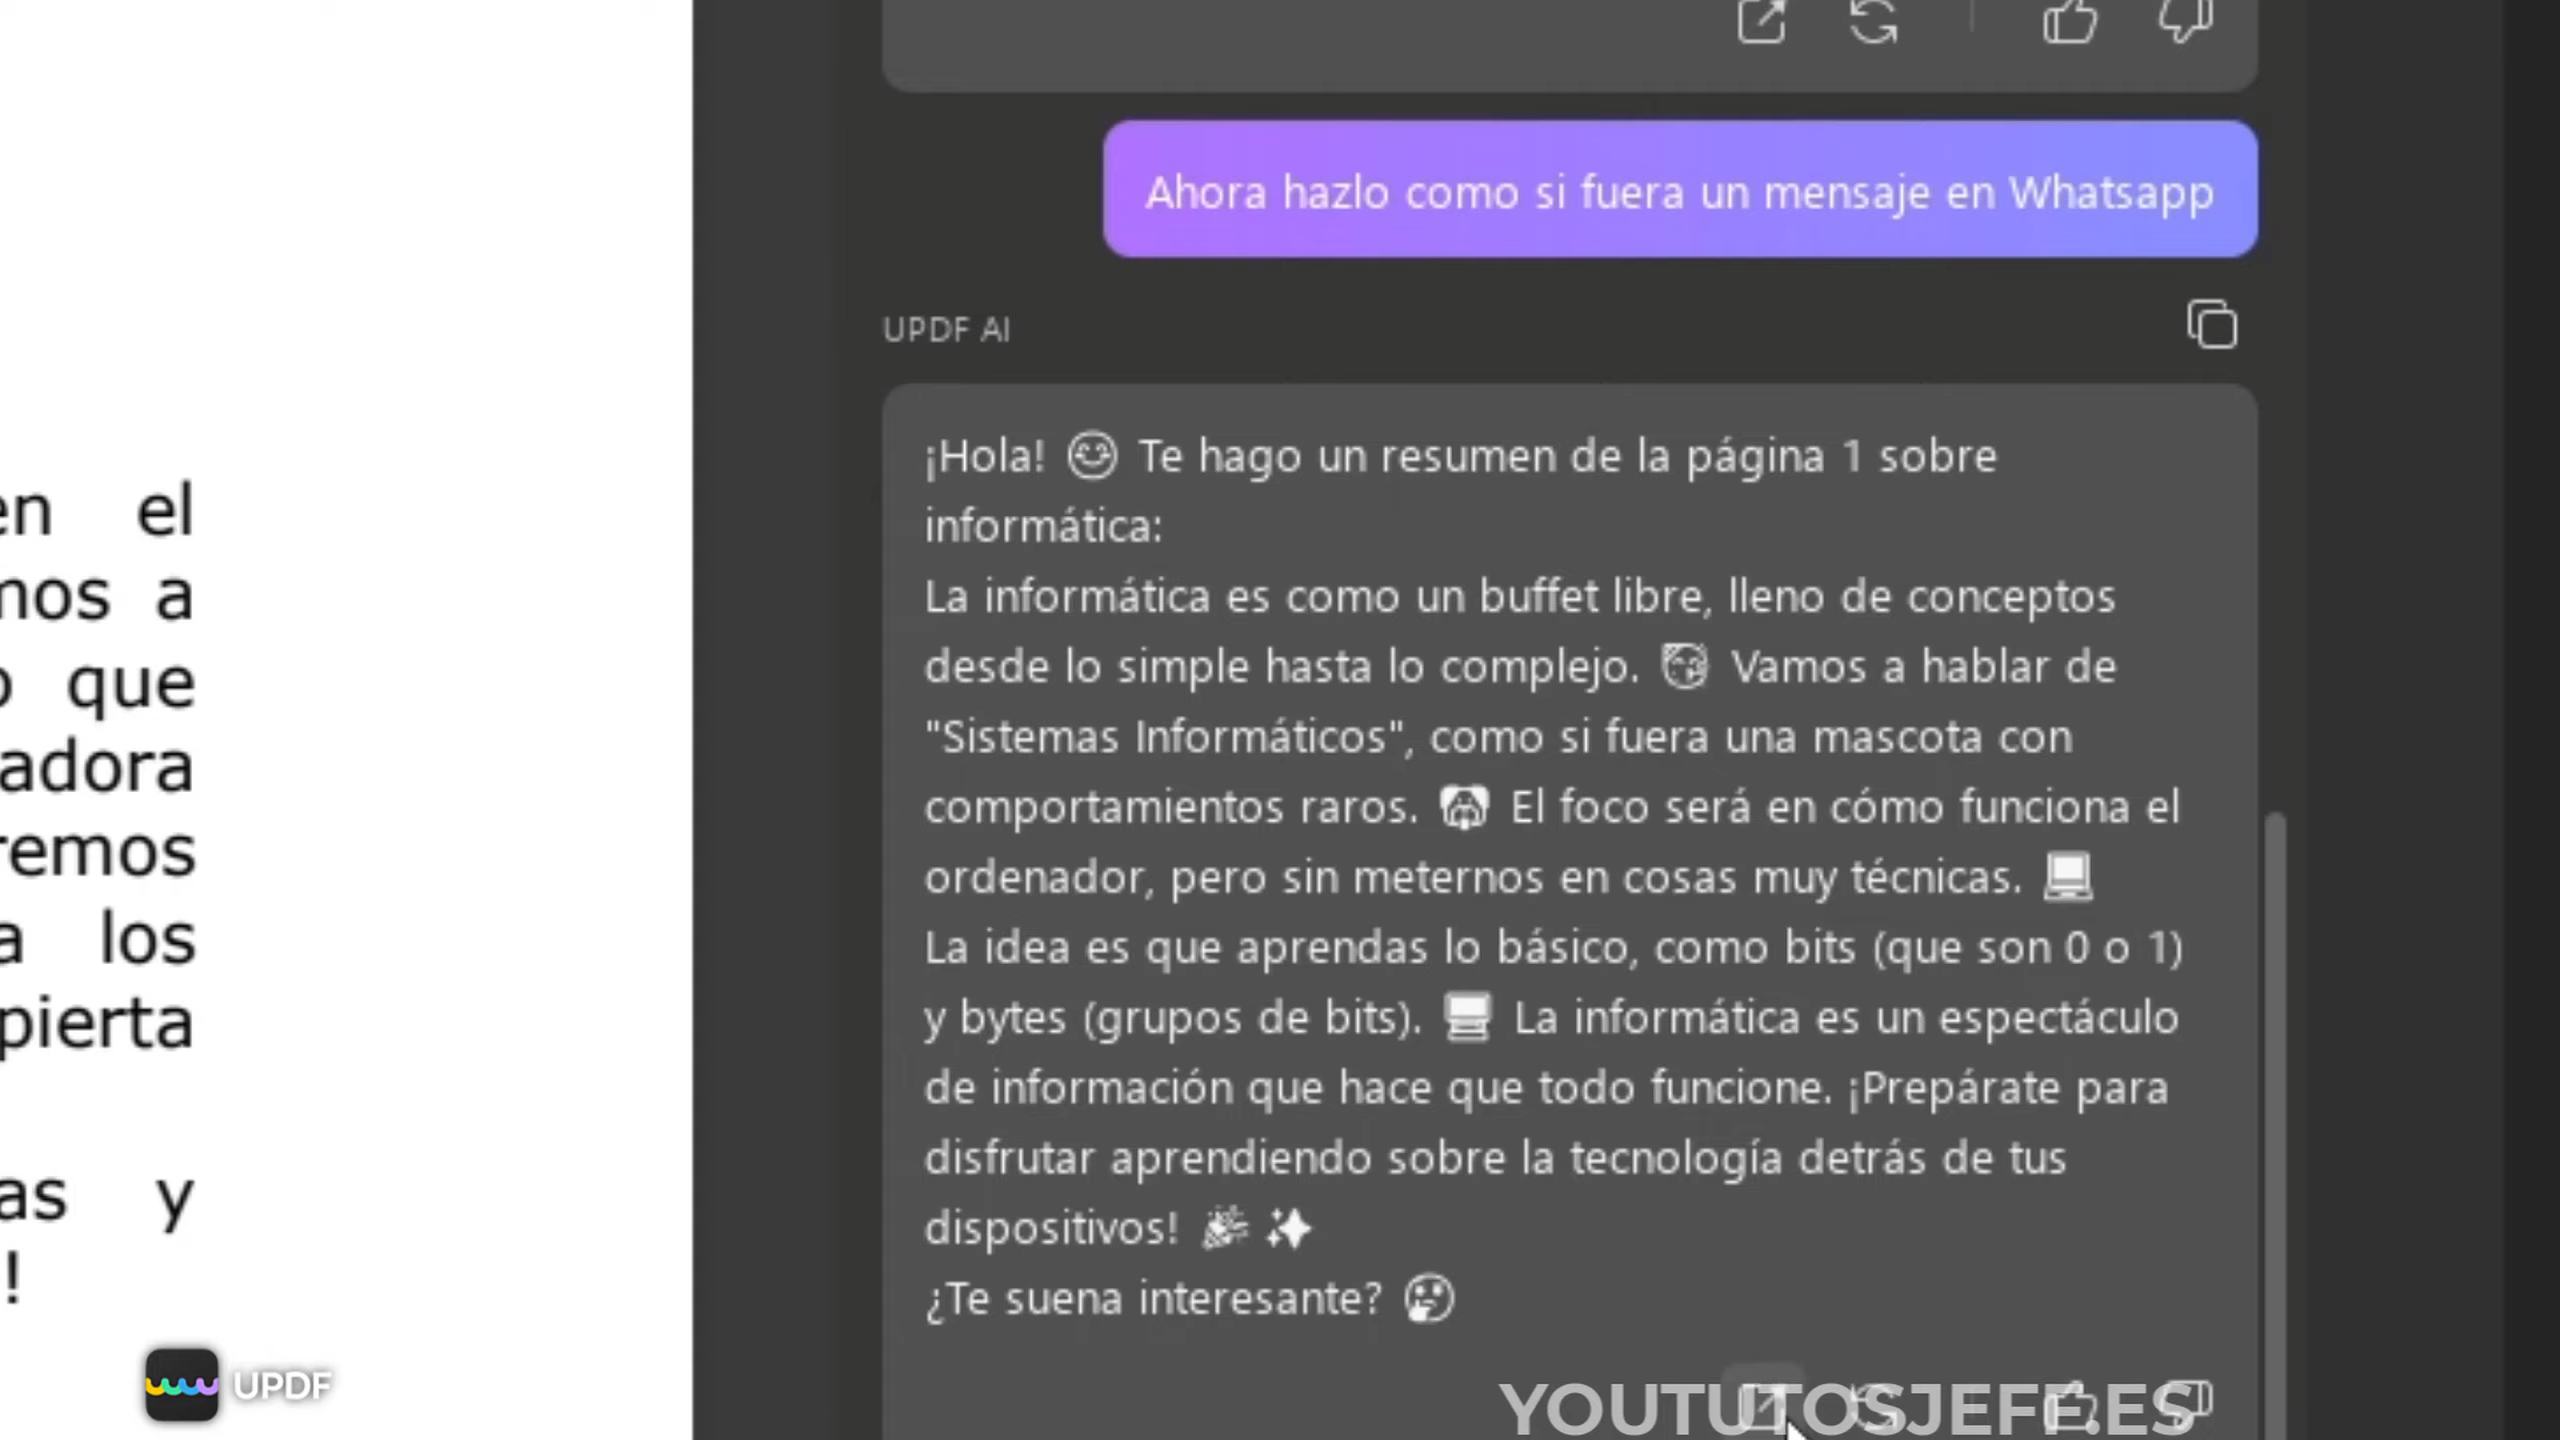 en el
mos a
o que
adora
remos
a los
pierta
as y
!
UPDF
Ahora hazlo como si fuera un mensaje en Whatsapp
UPDF AI
¡Hola! 😊 Te hago un resumen de la página 1 sobre
informática:
La informática es como un buffet libre, lleno de conceptos
desde lo simple hasta lo complejo. Vamos a hablar de
"Sistemas Informáticos", como si fuera una mascota con
comportamientos raros. 🐶 El foco será en cómo funciona el
ordenador, pero sin meternos en cosas muy técnicas. 💻
La idea es que aprendas lo básico, como bits (que son 0 o 1)
y bytes (grupos de bits). 🖥 La informática es un espectáculo
de información que hace que todo funcione. ¡Prepárate para
disfrutar aprendiendo sobre la tecnología detrás de tus
dispositivos! 🎉 ✨
¿Te suena interesante? 🤔
YOUTUTOSJEFF.ES